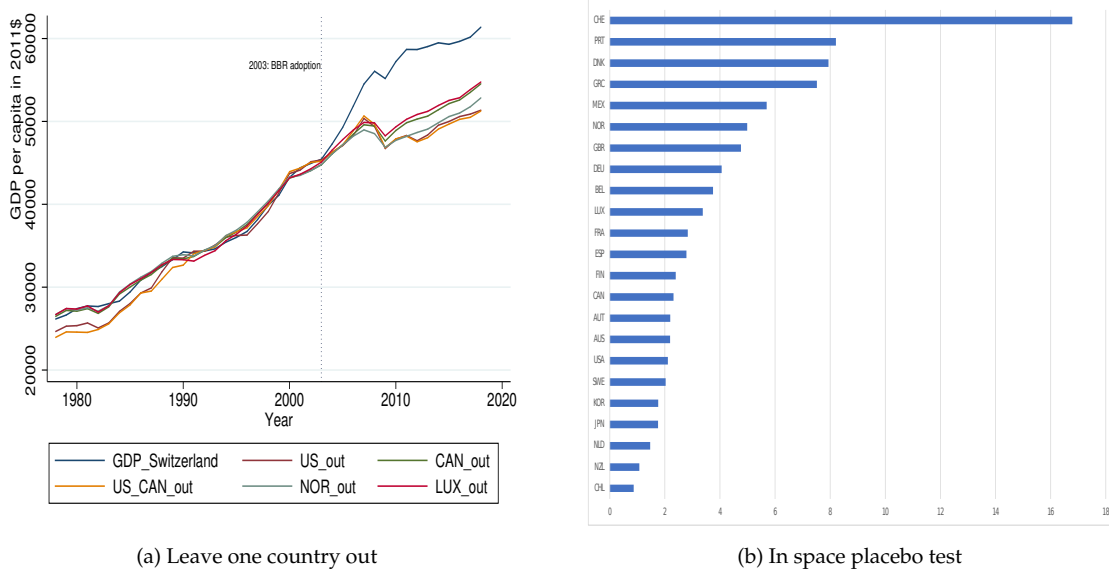 GDP per capita in 2011$
60000
50000
40000
30000
20000
2003: BBR adoption
1980
1990
2000
2010
2020
Year
GDP_Switzerland
US_out
CAN_out
US_CAN_out
NOR_out
LUX_out
(a) Leave one country out
CHE
PRT
DNK
GRC
MEX
NOR
GBR
DEU
BEL
LUX
FRA
ESP
FIN
CAN
AUT
AUS
USA
SWE
KOR
JPN
NLD
NZL
CHL
0
2
4
6
8
10
12
14
16
18
(b) In space placebo test